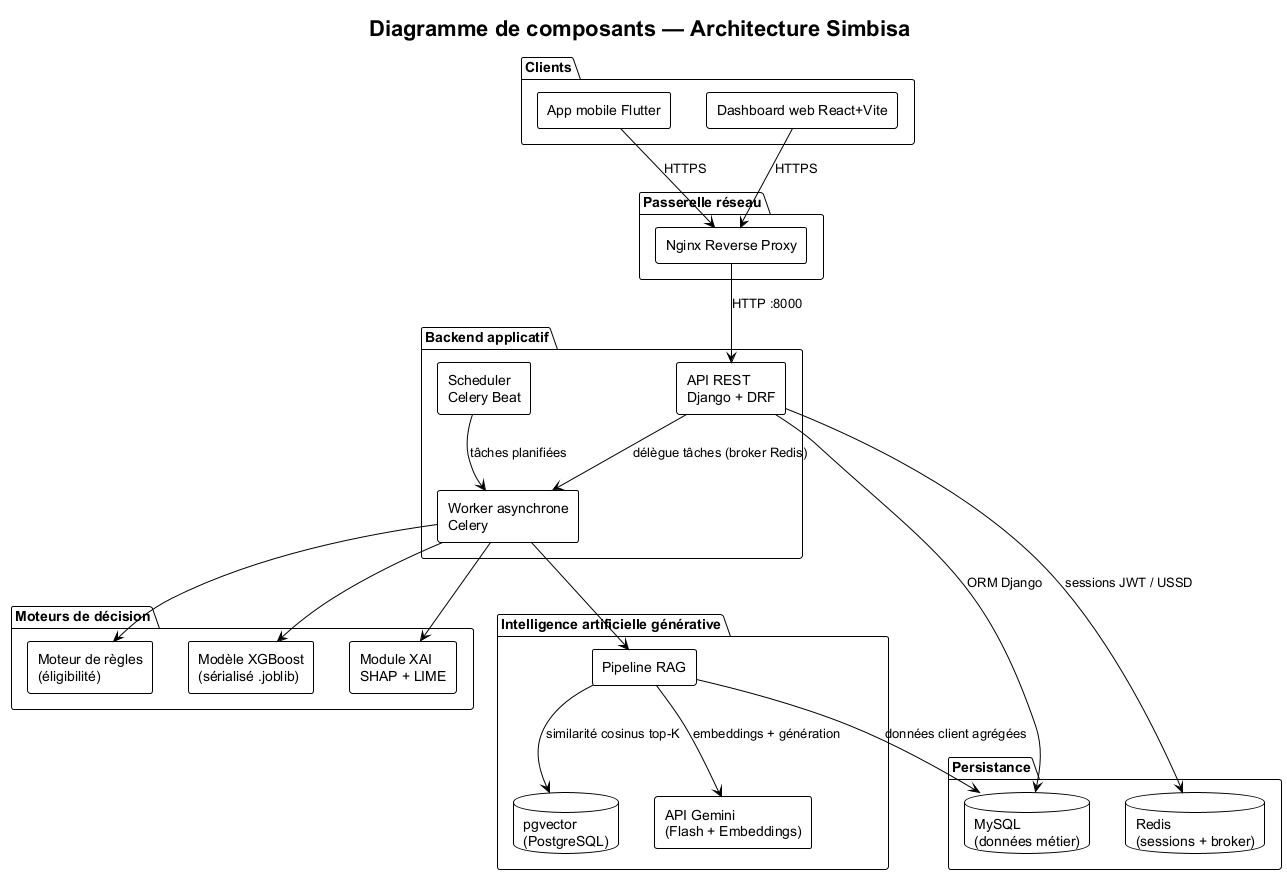 Diagramme de composants — Architecture Simbisa
Clients
App mobile Flutter
Dashboard web React+Vite
HTTPS
HTTPS
Passerelle réseau
Nginx Reverse Proxy
HTTP :8000
Backend applicatif
Scheduler
Celery Beat
API REST
Django + DRF
tâches planifiées
délègue tâches (broker Redis)
Worker asynchrone
Celery
ORM Django
sessions JWT / USSD
Moteurs de décision
Moteur de règles
(éligibilité)
Modèle XGBoost
(sérialisé .joblib)
Module XAI
SHAP + LIME
Intelligence artificielle générative
Pipeline RAG
similarité cosinus top-K
embeddings + génération
données client agrégées
pgvector
(PostgreSQL)
API Gemini
(Flash + Embeddings)
Persistance
MySQL
(données métier)
Redis
(sessions + broker)